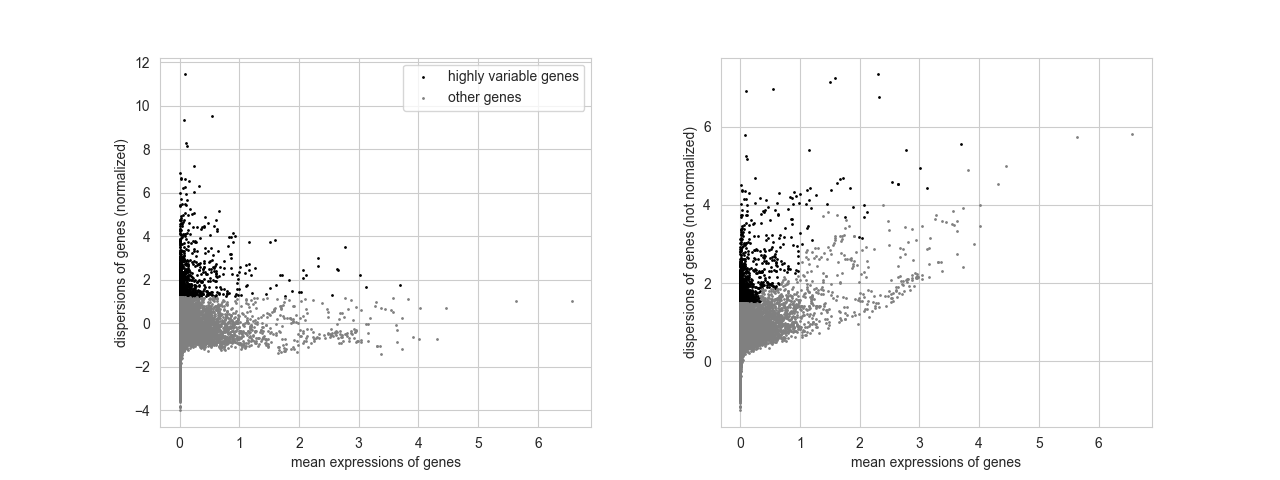 dispersions of genes (normalized)
12
10
8
6
4
2
0
−2
−4
highly variable genes
other genes
0 1 2 3 4 5 6
mean expressions of genes
dispersions of genes (not normalized)
6
4
2
0
0 1 2 3 4 5 6
mean expressions of genes